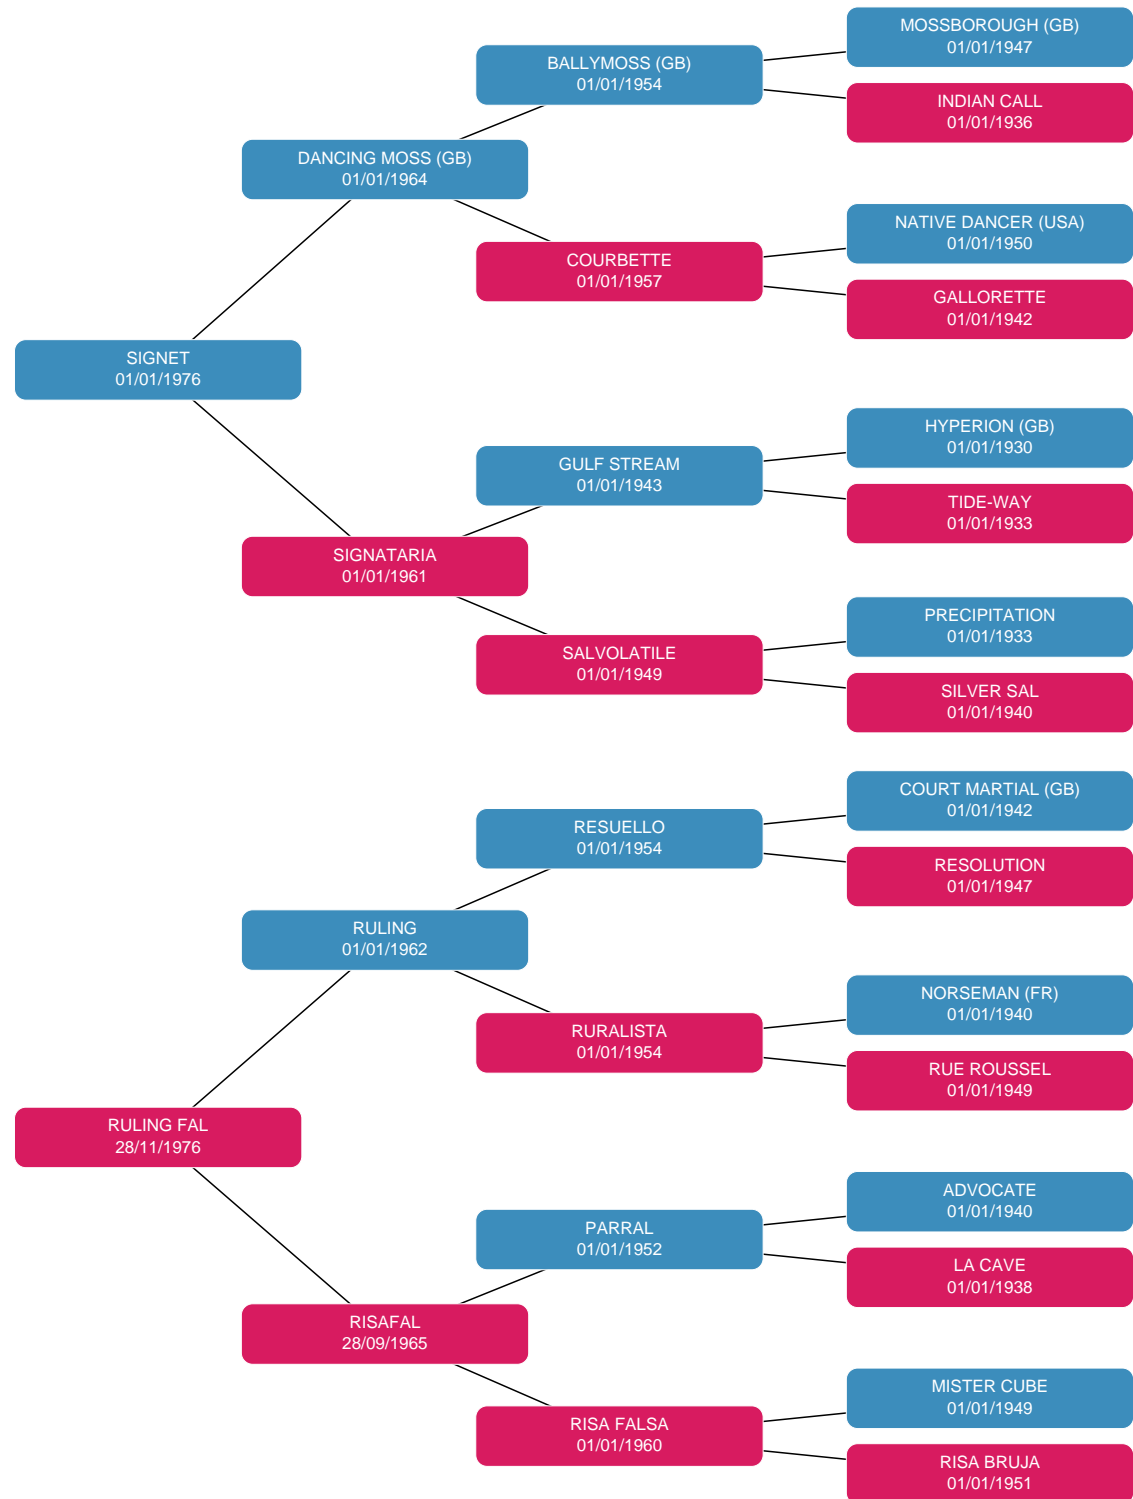 MOSSBOROUGH (GB)
01/01/1947
BALLYMOSS (GB)
01/01/1954
INDIAN CALL
01/01/1936
DANCING MOSS (GB)
01/01/1964
NATIVE DANCER (USA)
01/01/1950
COURBETTE
01/01/1957
GALLORETTE
01/01/1942
SIGNET
01/01/1976
HYPERION (GB)
01/01/1930
GULF STREAM
01/01/1943
TIDE-WAY
01/01/1933
SIGNATARIA
01/01/1961
PRECIPITATION
01/01/1933
SALVOLATILE
01/01/1949
SILVER SAL
01/01/1940
COURT MARTIAL (GB)
01/01/1942
RESUELLO
01/01/1954
RESOLUTION
01/01/1947
RULING
01/01/1962
NORSEMAN (FR)
01/01/1940
RURALISTA
01/01/1954
RUE ROUSSEL
01/01/1949
RULING FAL
28/11/1976
ADVOCATE
01/01/1940
PARRAL
01/01/1952
LA CAVE
01/01/1938
RISAFAL
28/09/1965
MISTER CUBE
01/01/1949
RISA FALSA
01/01/1960
RISA BRUJA
01/01/1951